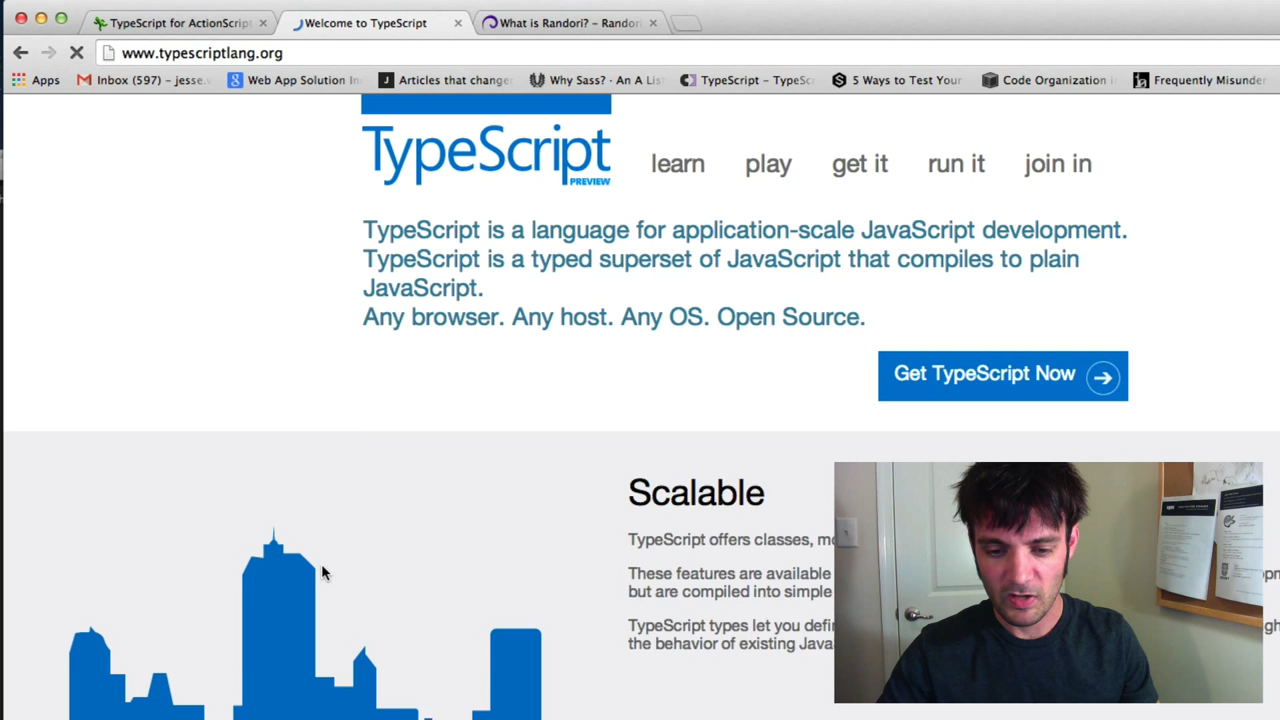 TypeScript for ActionScript
Welcome to TypeScript
What is Randori? – Randori
www.typescriptlang.org
Apps
Inbox (597) – jesse.
Web App Solution In
Articles that change
Why Sass? · An A List
TypeScript – TypeSc
5 Ways to Test Your
Code Organization i
Frequently Misunder
TypeScript
PREVIEW
learn play get it run it join in
TypeScript is a language for application-scale JavaScript development.
TypeScript is a typed superset of JavaScript that compiles to plain
JavaScript.
Any browser. Any host. Any OS. Open Source.
Get TypeScript Now
Scalable
TypeScript offers classes, mo
These features are available
but are compiled into simple
TypeScript types let you defi
the behavior of existing Java